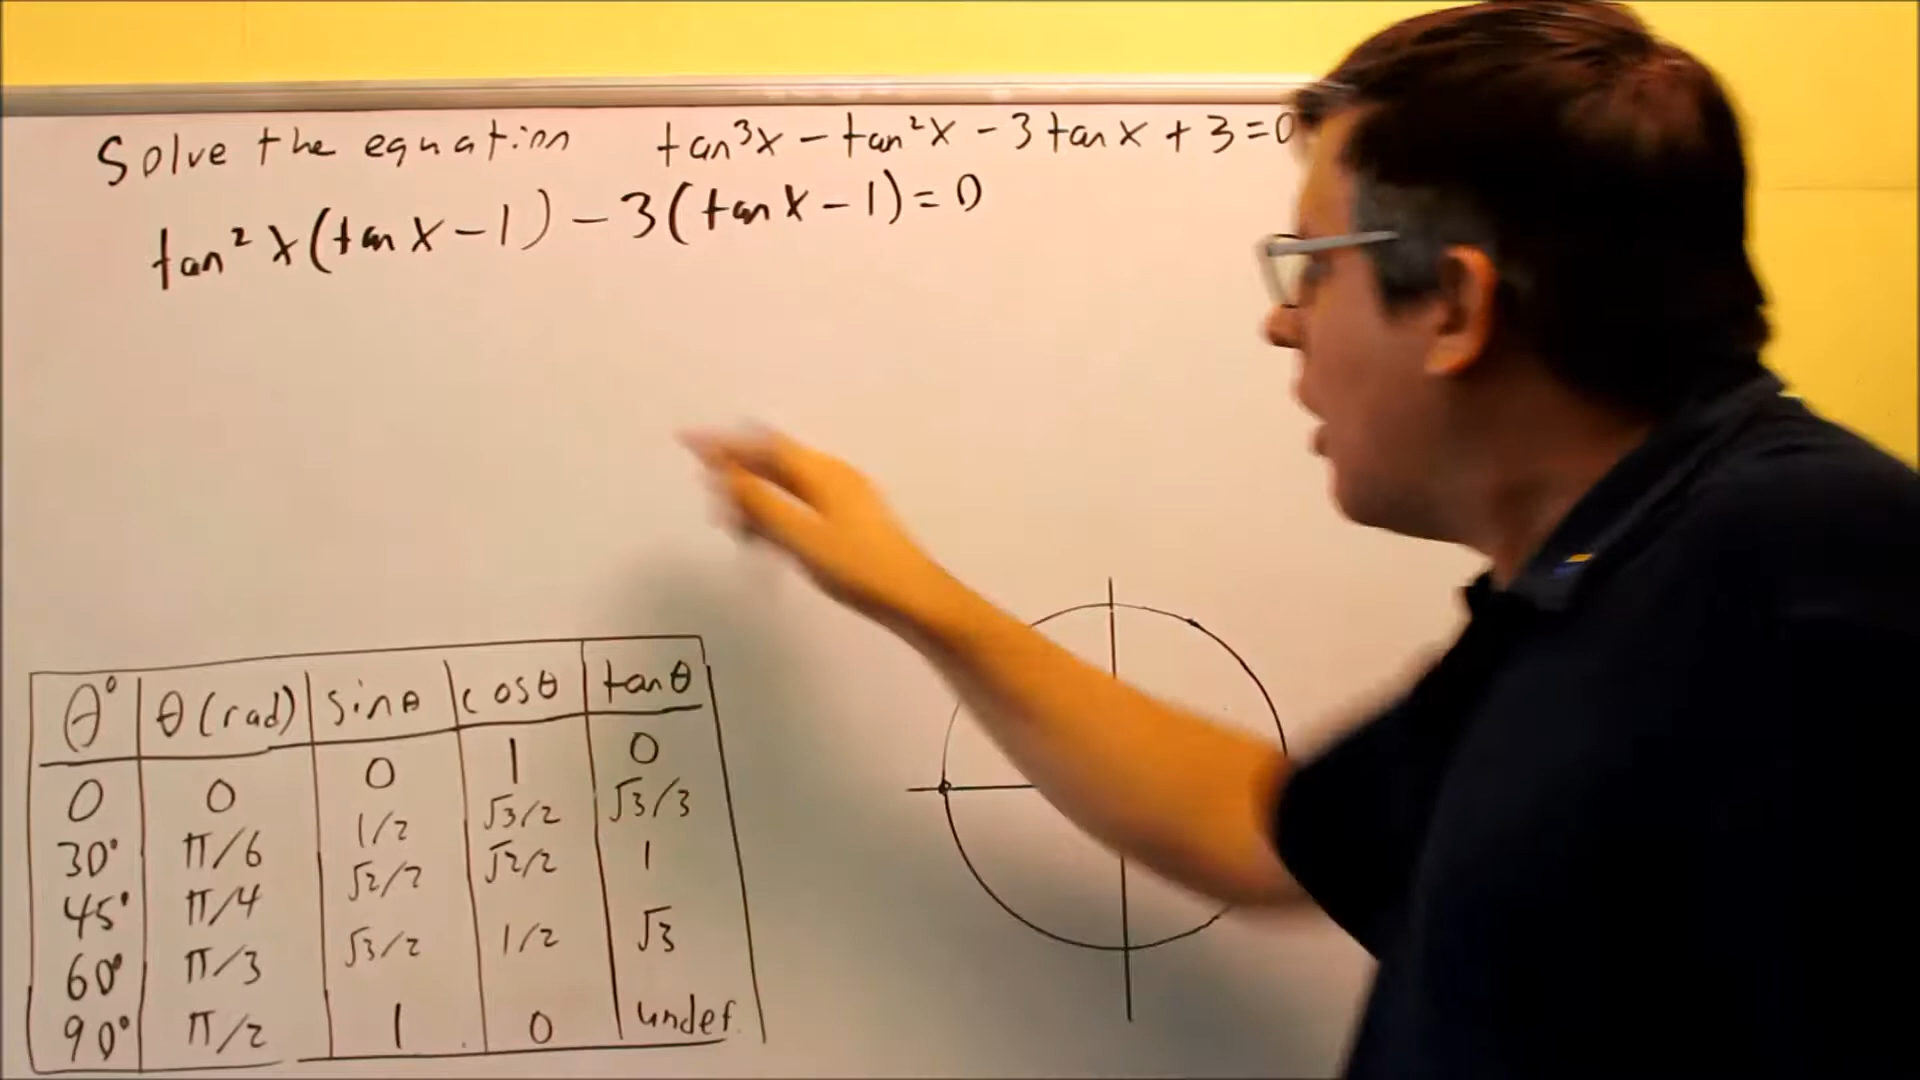 Solve the equation tan³x - tan²x - 3 tan x + 3 = 0
tan² x (tan x - 1) - 3 (tan x - 1) = 0
θ° θ (rad) sin θ cos θ tan θ
0 0 0 1 0
30° π/6 1/2 √3/2 √3/3
45° π/4 √2/2 √2/2 1
60° π/3 √3/2 1/2 √3
90° π/2 1 0 undef.